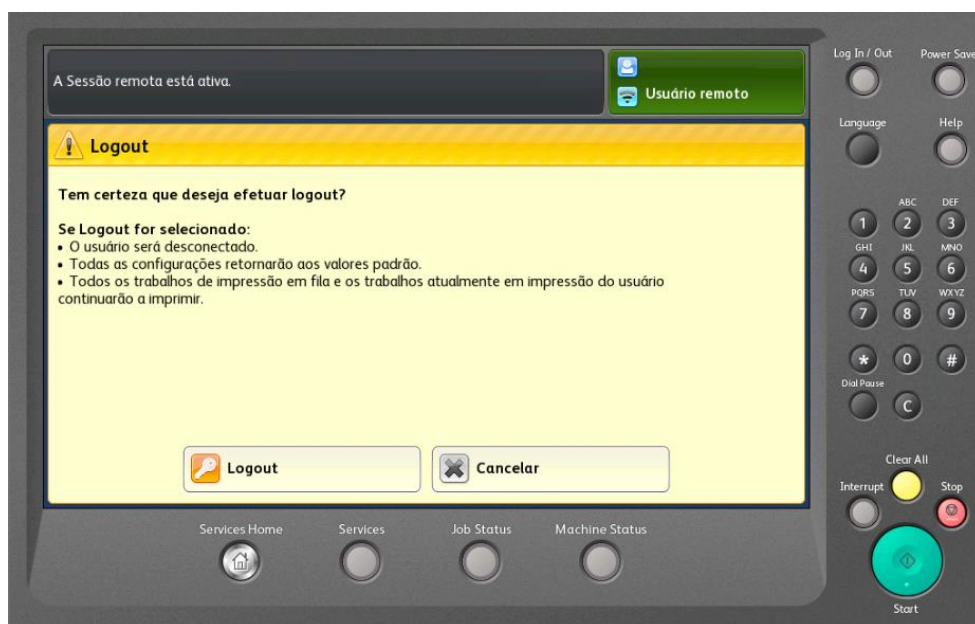 A Sessão remota está ativa.
Usuário remoto
Logout
Tem certeza que deseja efetuar logout?
Se Logout for selecionado:
• O usuário será desconectado.
• Todas as configurações retornarão aos valores padrão.
• Todos os trabalhos de impressão em fila e os trabalhos atualmente em impressão do usuário
continuarão a imprimir.
Logout
Cancelar
Services Home
Services
Job Status
Machine Status
Log In / Out
Power Save
Language
Help
ABC
DEF
1
2
3
GHI
JKL
MNO
4
5
6
PQRS
TUV
WXYZ
7
8
9
*
0
#
Dial Pause
C
Clear All
Interrupt
Stop
Start